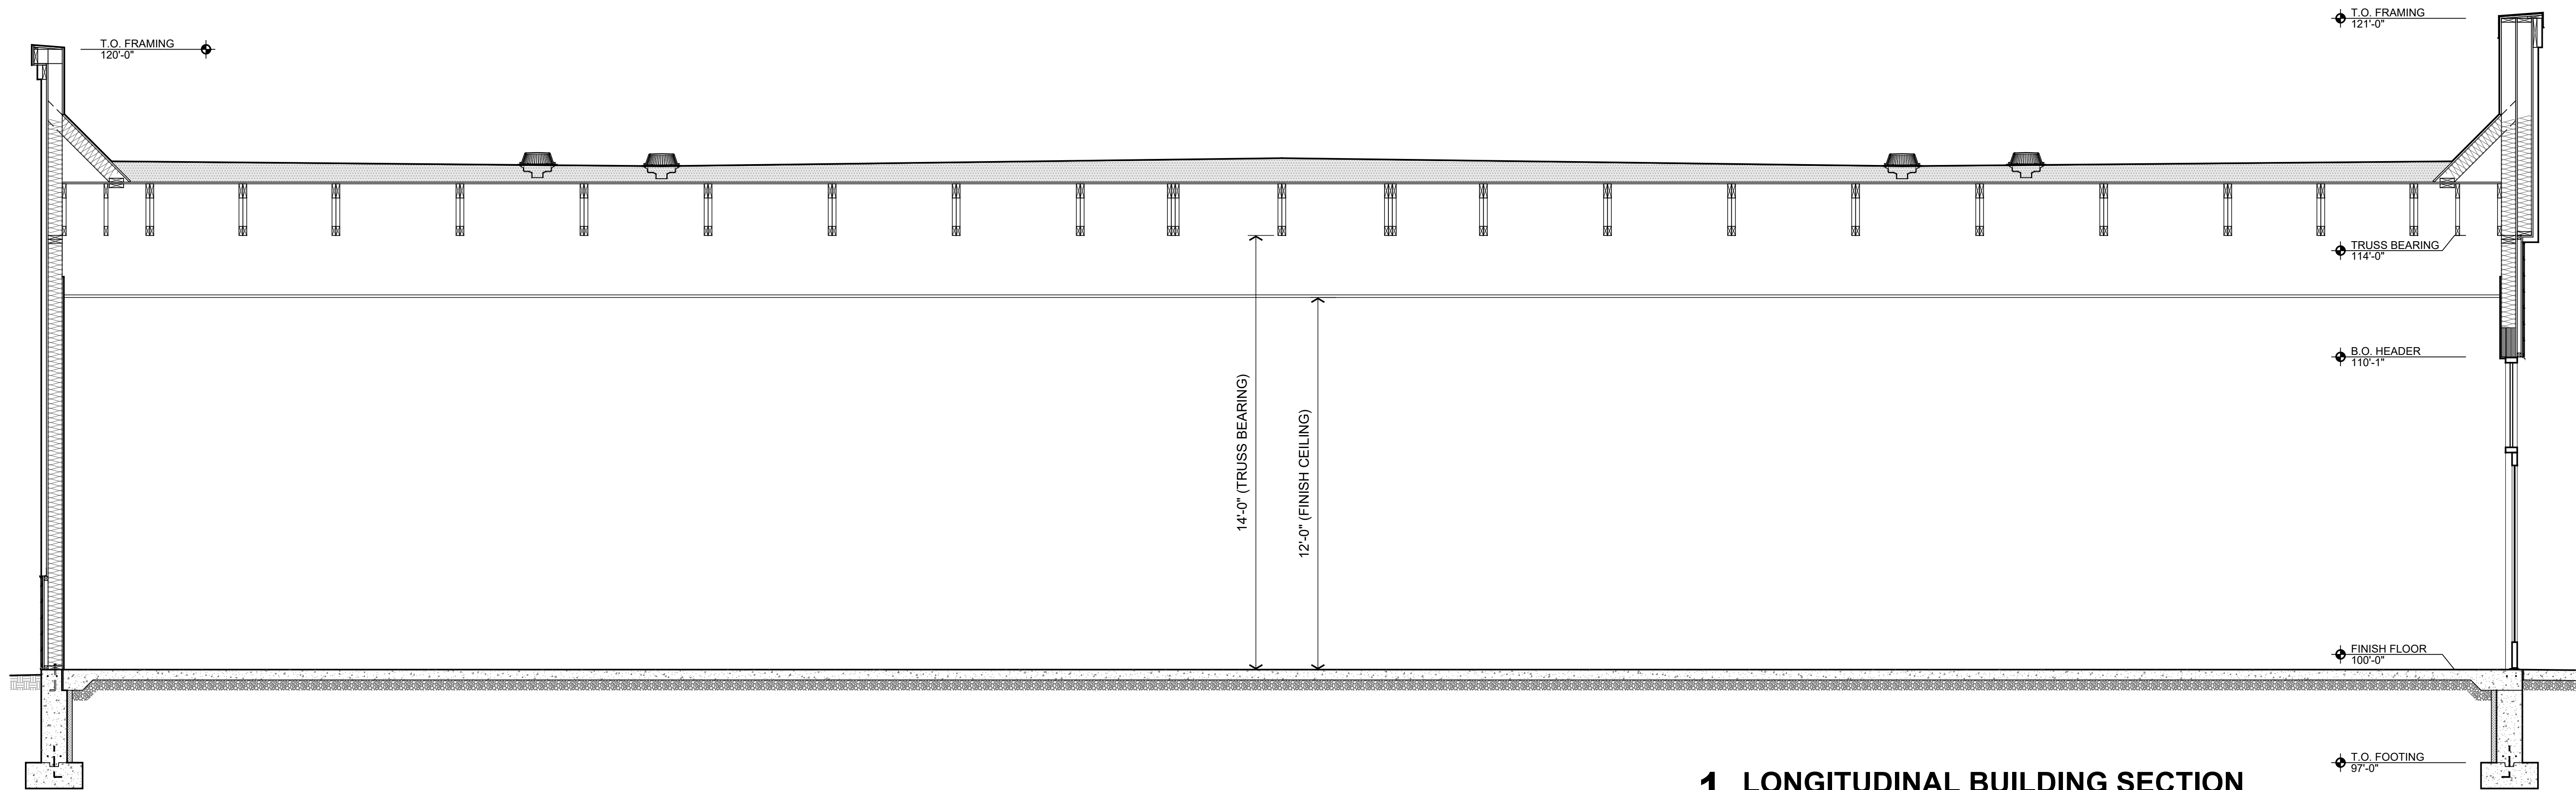 T.O. FRAMING
120'-0"
T.O. FRAMING
121'-0"
TRUSS BEARING
114'-0"
B.O. HEADER
110'-1"
14'-0" (TRUSS BEARING)
12'-0" (FINISH CEILING)
FINISH FLOOR
100'-0"
T.O. FOOTING
97'-0"
1 LONGITUDINAL BUILDING SECTION